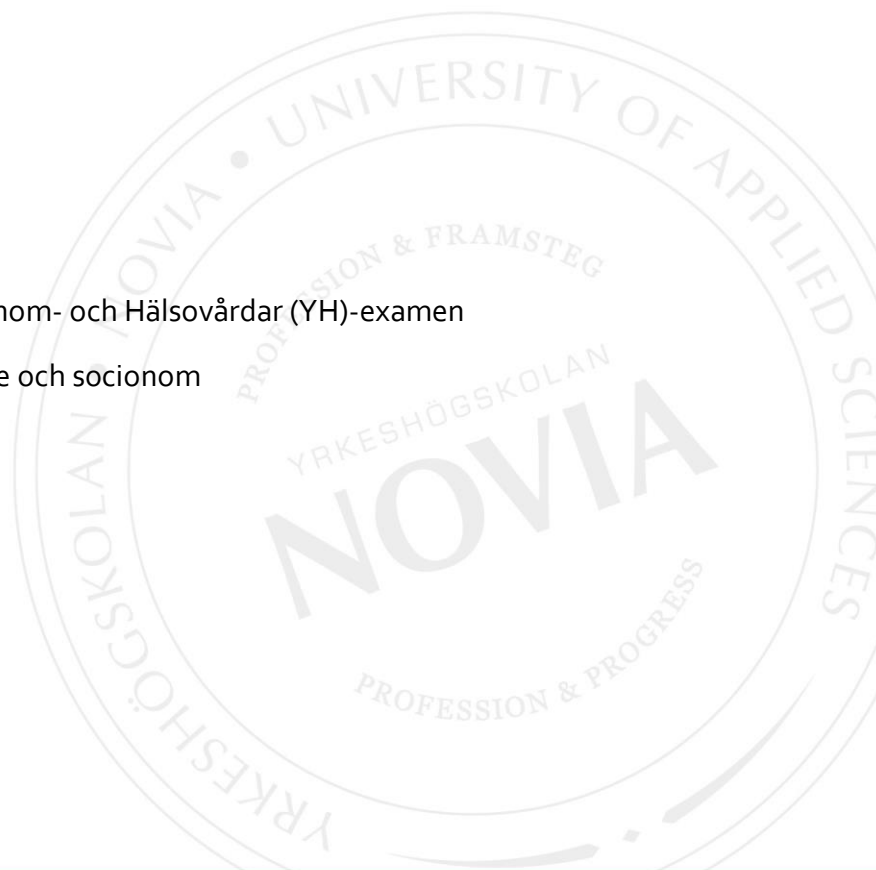 nom- och Hälsovårdar (YH)-examen
e och socionom
YRKESHÖGSKOLAN • NOVIA • UNIVERSITY OF APPLIED SCIENCES
PROFESSION & FRAMSTEG
YRKESHÖGSKOLAN
NOVIA
PROFESSION & PROGRESS